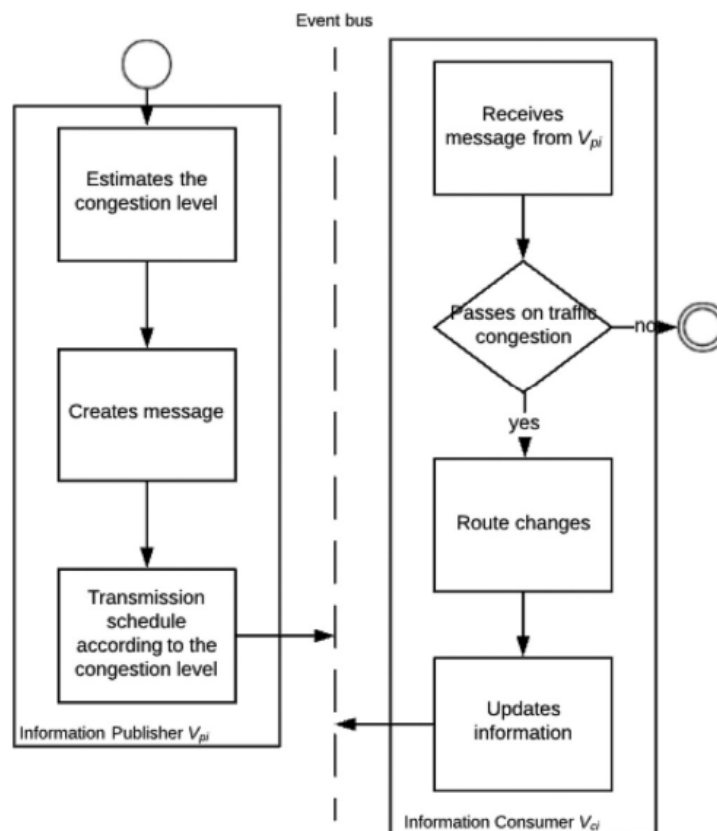 Event bus
Estimates the
congestion level
Creates message
Transmission
schedule
according to the
congestion level
Information Publisher Vpi
Receives
message from Vpi
Passes on traffic
congestion
no
yes
Route changes
Updates
information
Information Consumer Vci